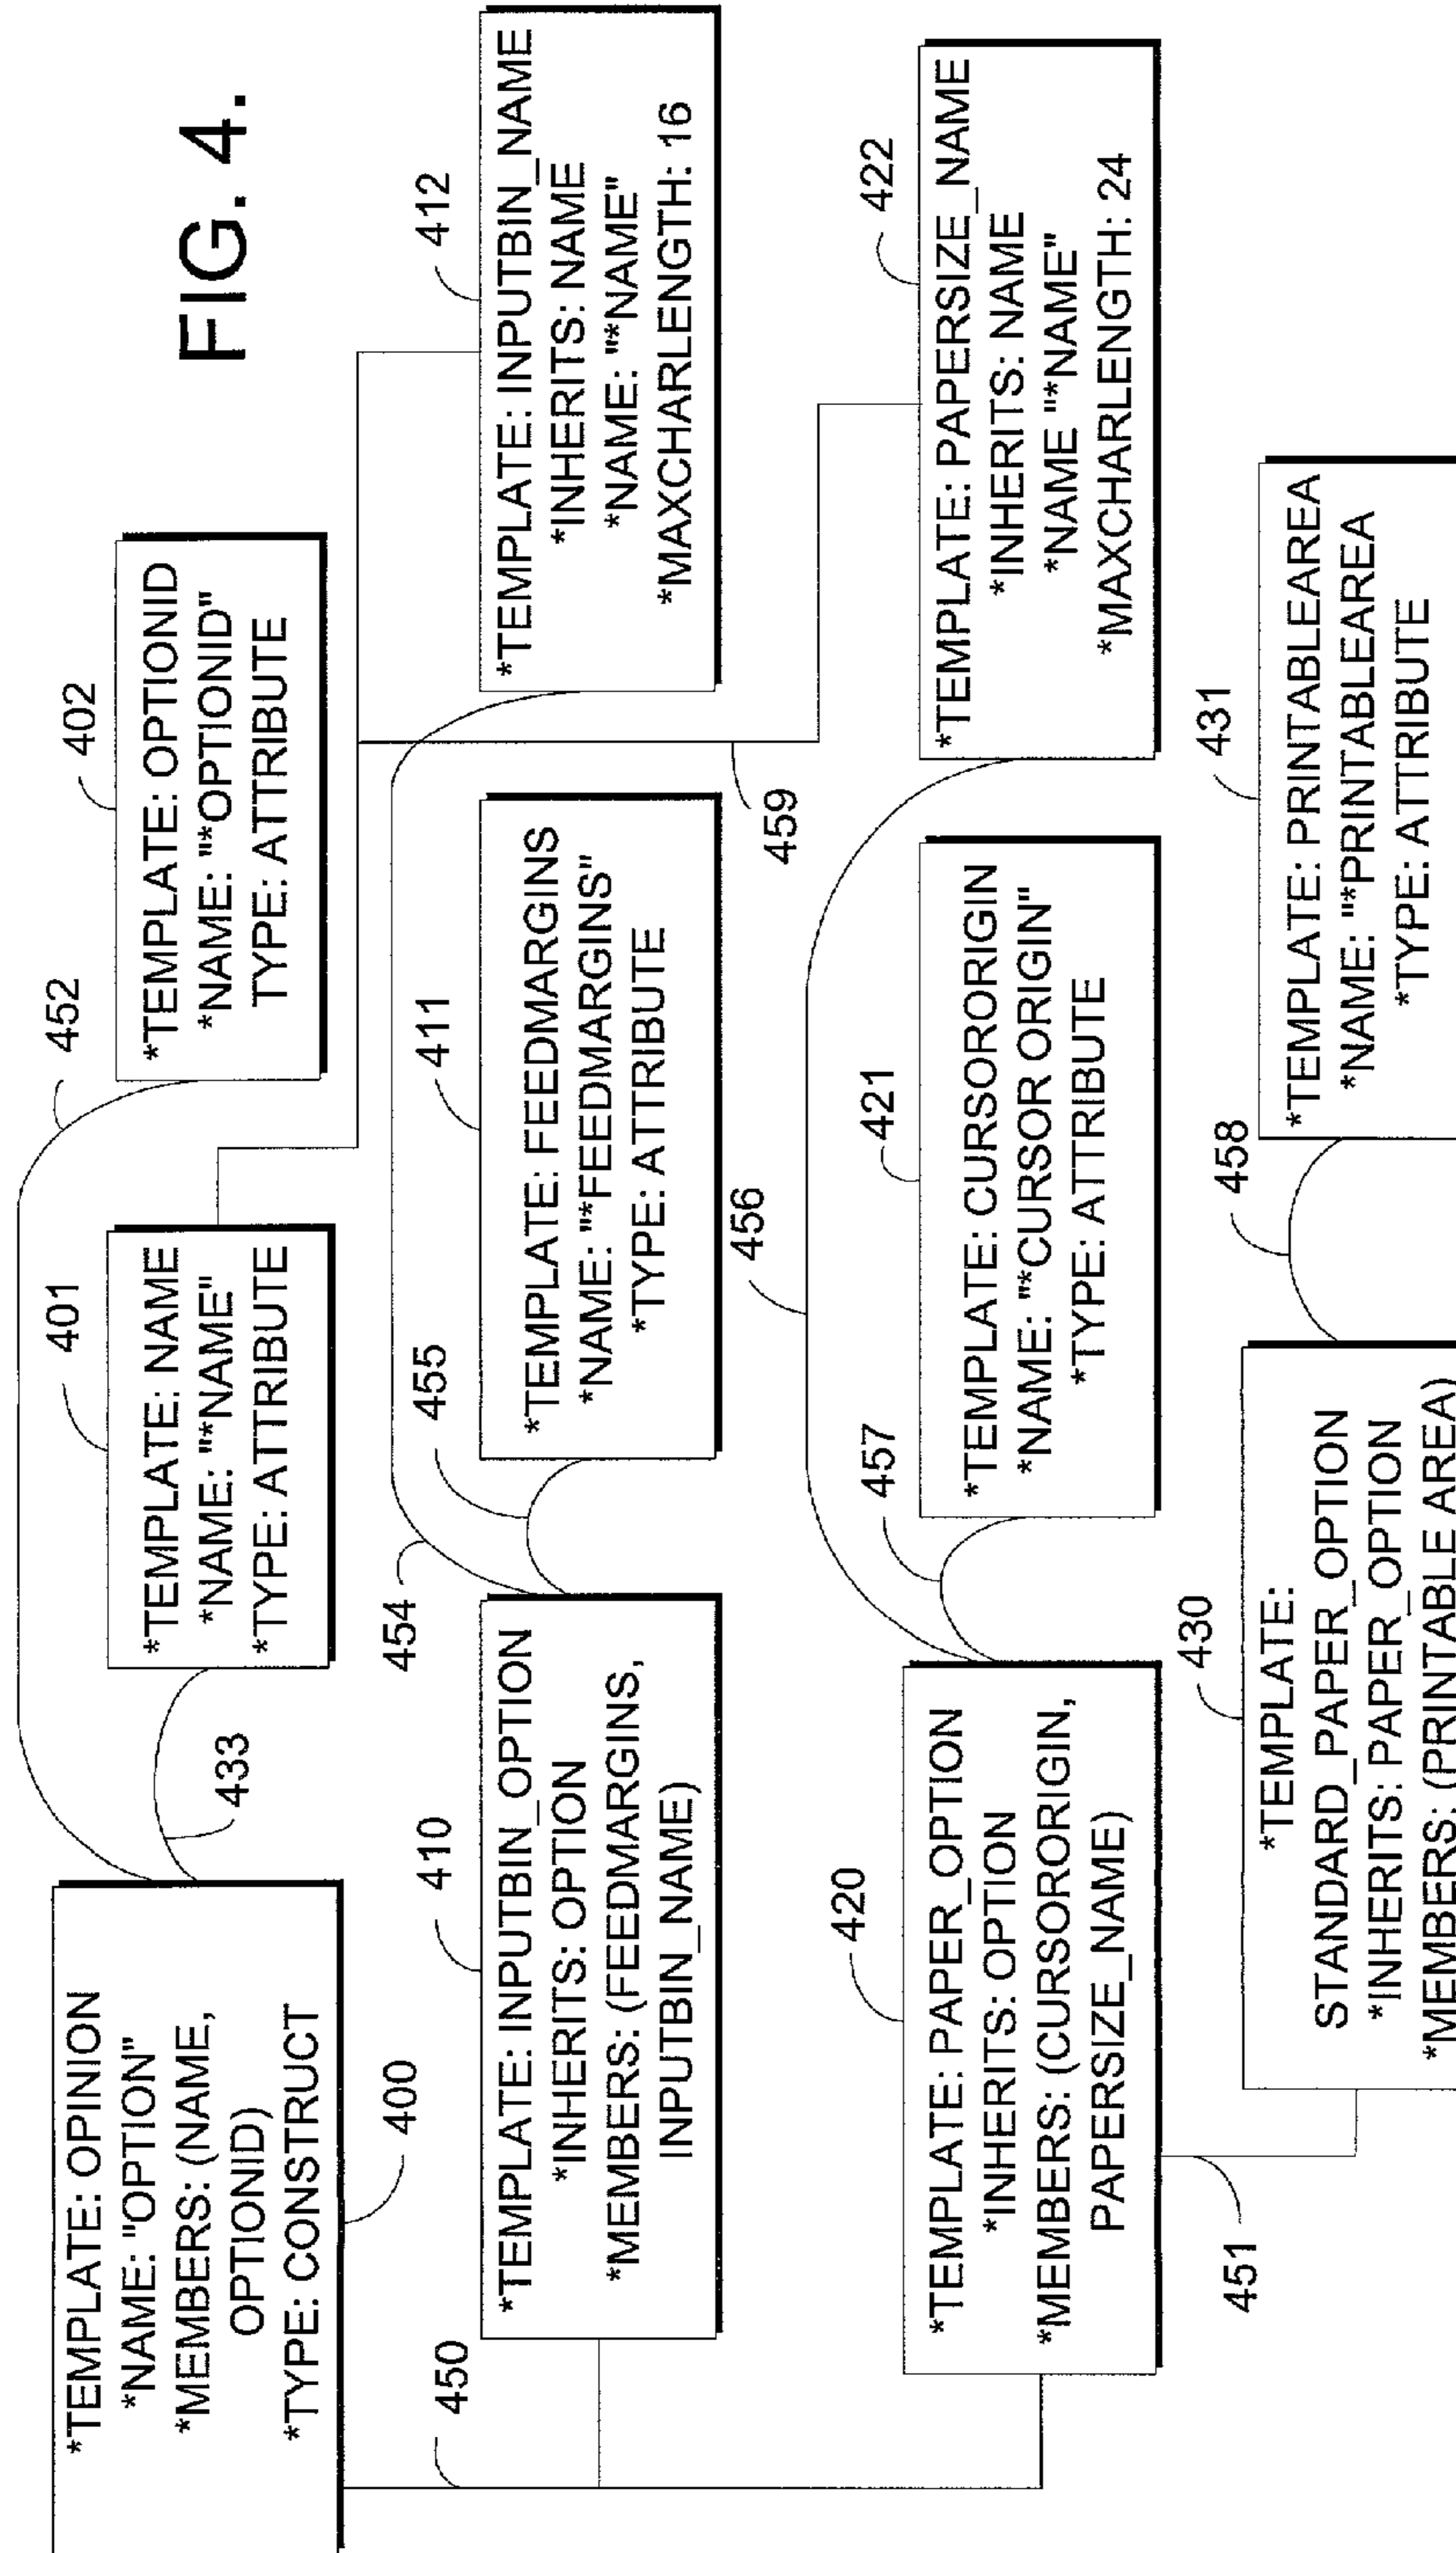 FIG. 4.
*TEMPLATE: OPINION
*NAME: "OPTION"
*MEMBERS: (NAME,
OPTIONID)
*TYPE: CONSTRUCT
400
433
401
*TEMPLATE: NAME
*NAME: "*NAME"
*TYPE: ATTRIBUTE
452
402
*TEMPLATE: OPTIONID
*NAME: "*OPTIONID"
TYPE: ATTRIBUTE
450
410
*TEMPLATE: INPUTBIN_OPTION
*INHERITS: OPTION
*MEMBERS: (FEEDMARGINS,
INPUTBIN_NAME)
454
455
411
*TEMPLATE: FEEDMARGINS
*NAME: "*FEEDMARGINS"
*TYPE: ATTRIBUTE
412
*TEMPLATE: INPUTBIN_NAME
*INHERITS: NAME
*NAME: "*NAME"
*MAXCHARLENGTH: 16
459
420
*TEMPLATE: PAPER_OPTION
*INHERITS: OPTION
*MEMBERS: (CURSORORIGIN,
PAPERSIZE_NAME)
456
457
421
*TEMPLATE: CURSORORIGIN
*NAME: "*CURSOR ORIGIN"
*TYPE: ATTRIBUTE
422
*TEMPLATE: PAPERSIZE_NAME
*INHERITS: NAME
*NAME "*NAME"
*MAXCHARLENGTH: 24
451
430
*TEMPLATE:
STANDARD_PAPER_OPTION
*INHERITS: PAPER_OPTION
*MEMBERS: (PRINTABLE AREA)
458
431
*TEMPLATE: PRINTABLEAREA
*NAME: "*PRINTABLEAREA
*TYPE: ATTRIBUTE